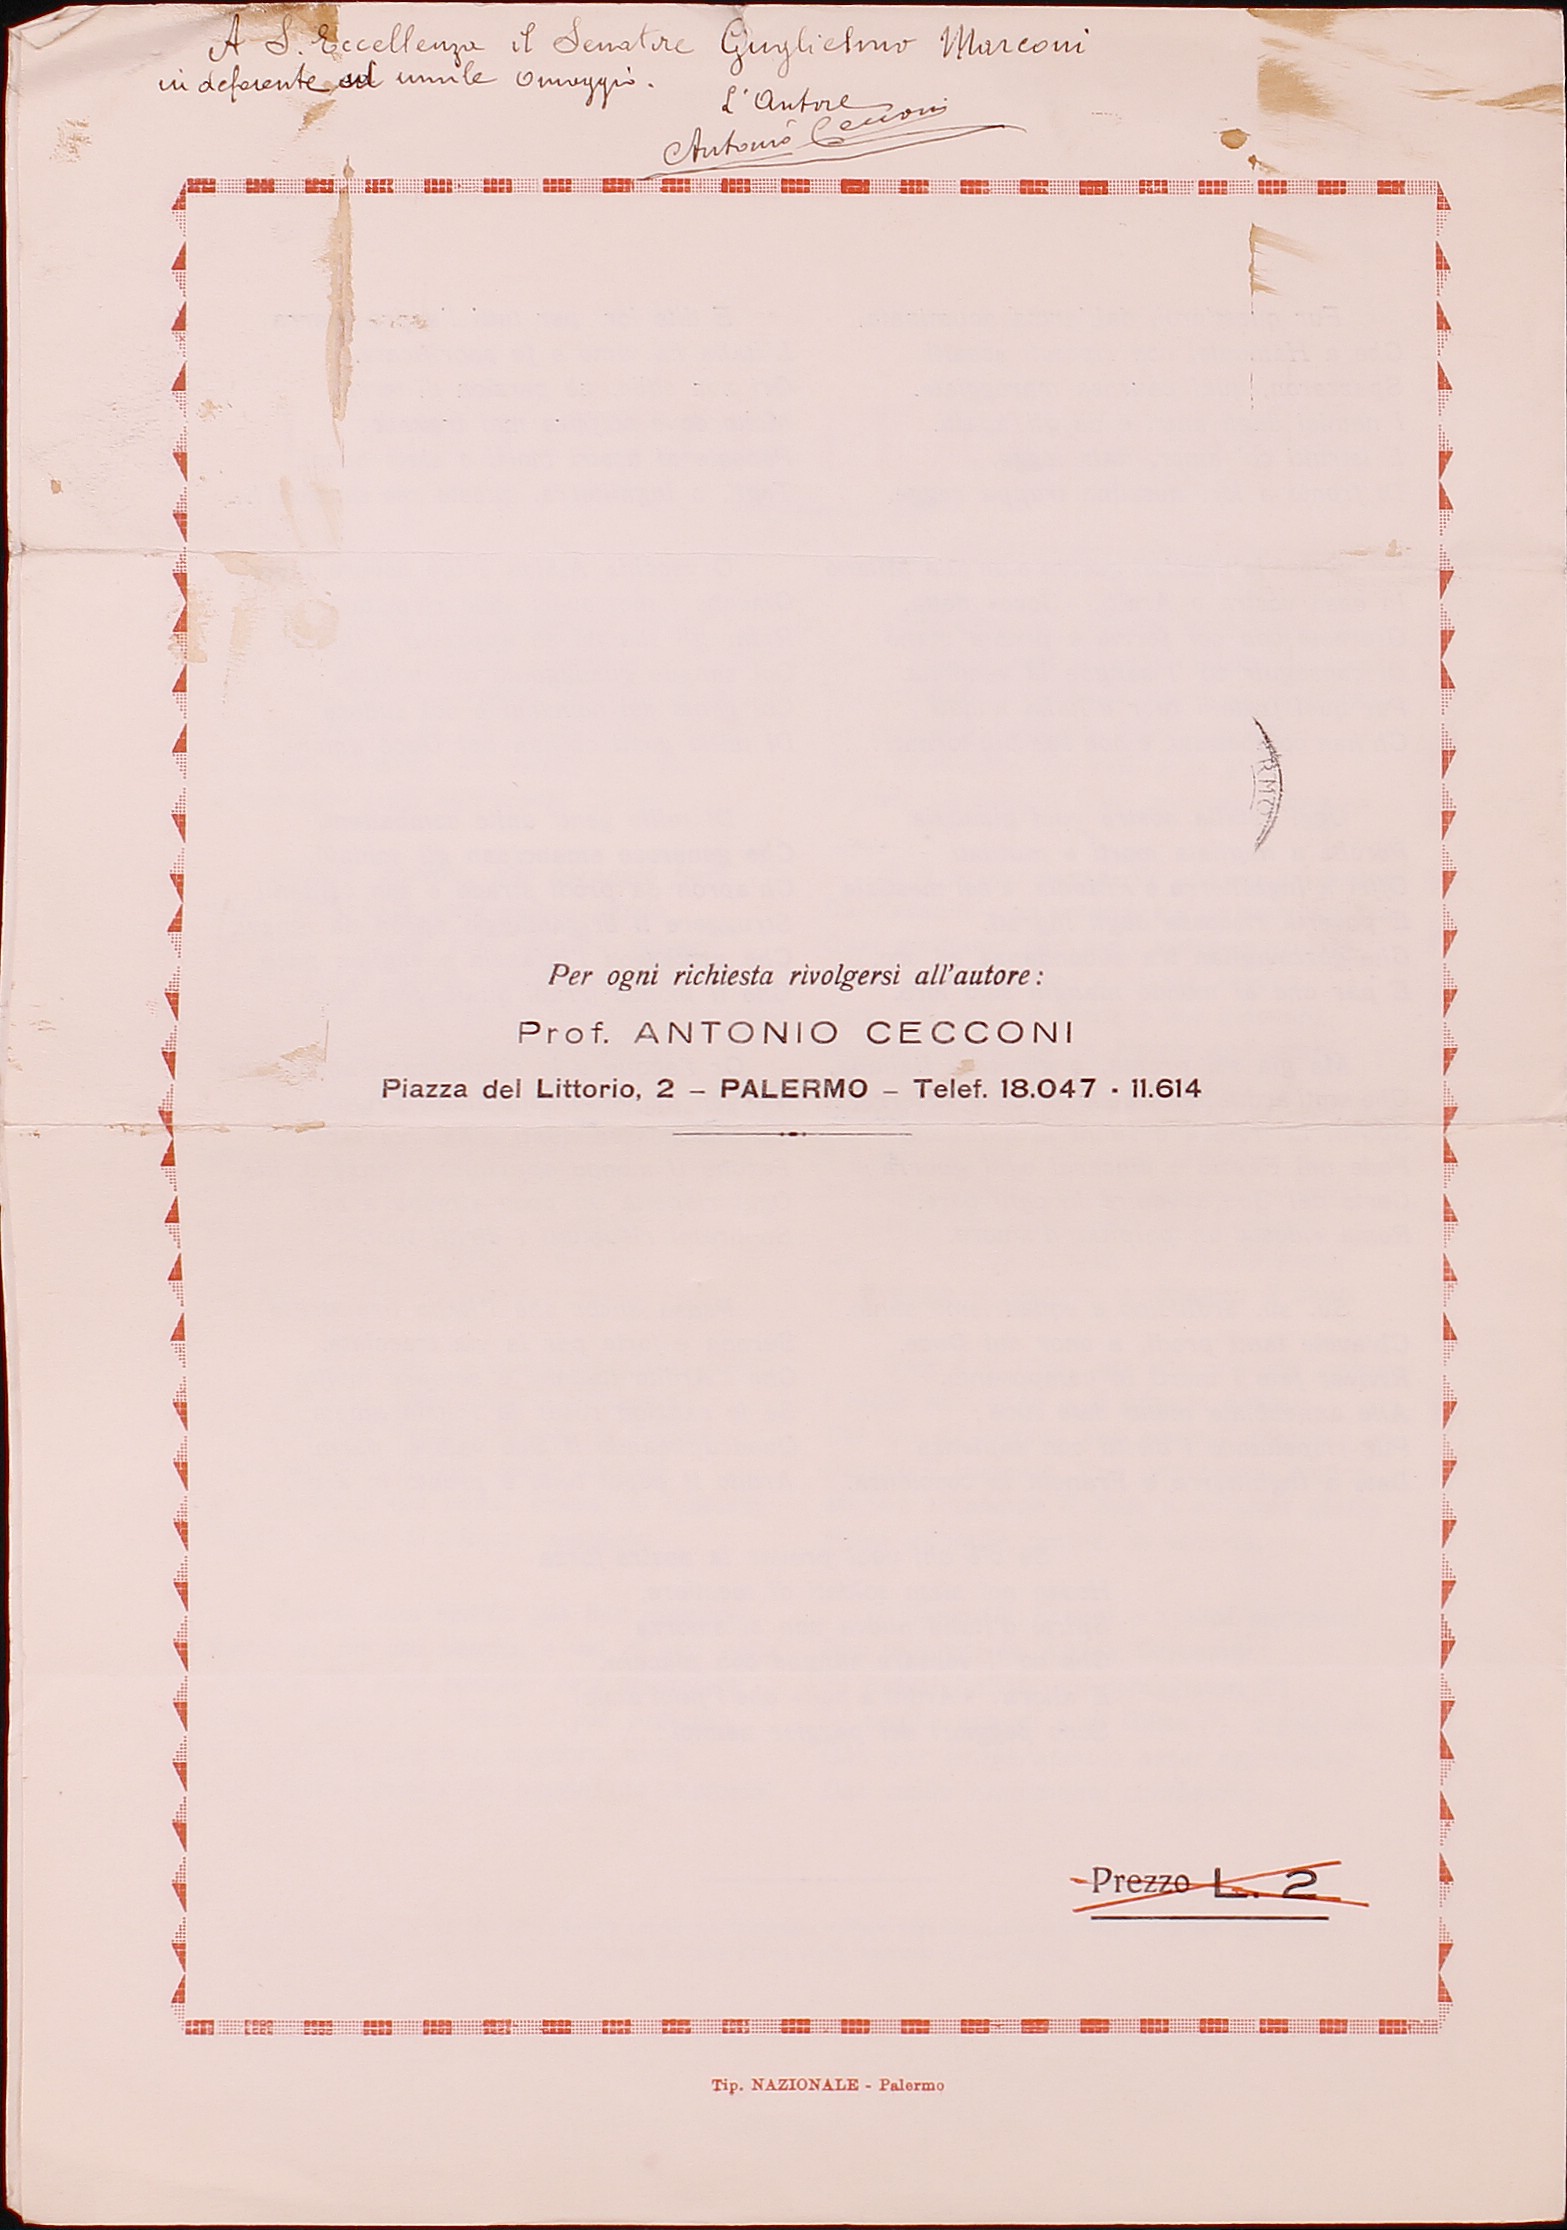 A S. Eccellenza il Senatore Guglielmo Marconi
in deferente ed umile omaggio.
L'Autore
Antonio Cecconi
RMO
Per ogni richiesta rivolgersi all'autore:
Prof. ANTONIO CECCONI
Piazza del Littorio, 2 – PALERMO – Telef. 18.047 - 11.614
Prezzo L. 2
Tip. NAZIONALE - Palermo